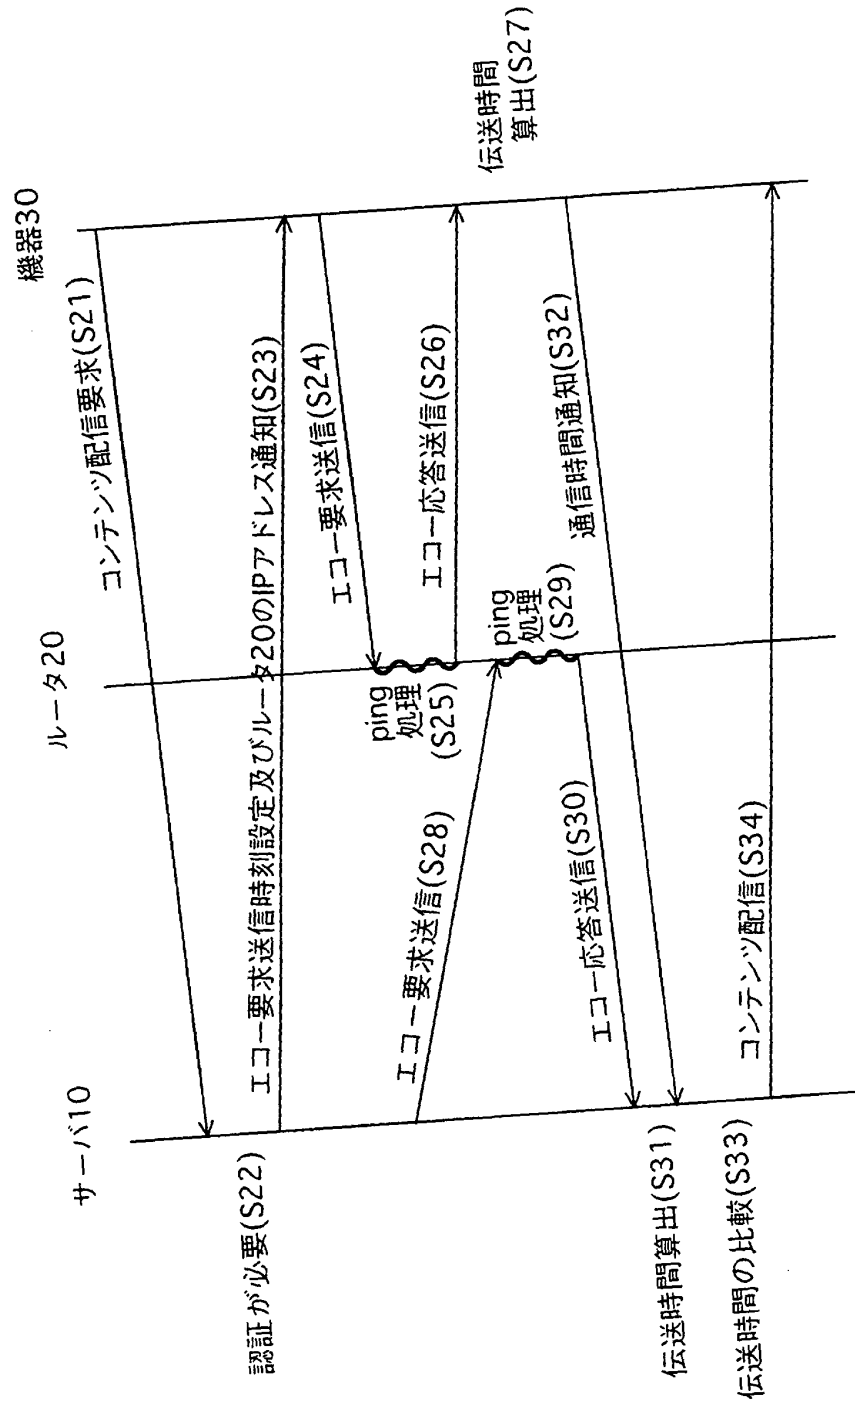 サーバ10
ルータ20
機器30
コンテンツ配信要求(S21)
認証が必要(S22)
エコー要求送信時刻設定及びルータ20のIPアドレス通知(S23)
エコー要求送信(S24)
ping
処理
(S25)
エコー応答送信(S26)
伝送時間
算出(S27)
エコー要求送信(S28)
ping
処理
(S29)
エコー応答送信(S30)
伝送時間算出(S31)
通信時間通知(S32)
伝送時間の比較(S33)
コンテンツ配信(S34)